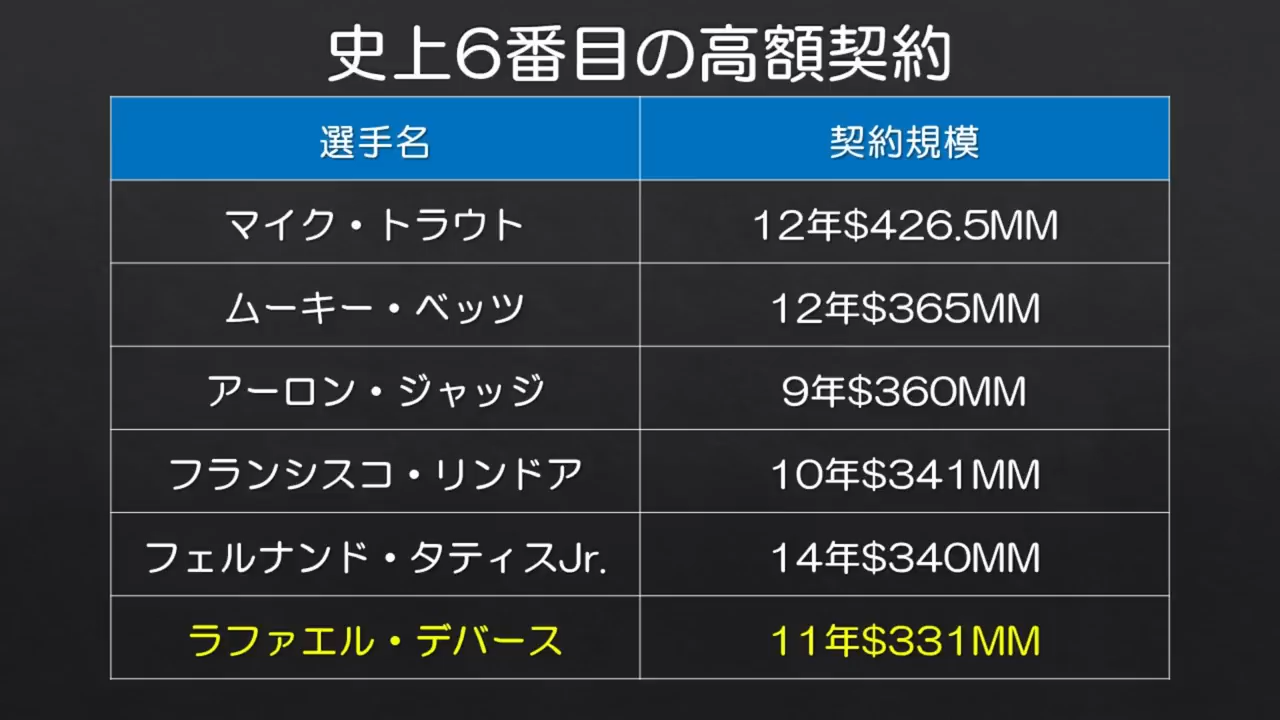 史上6番目の高額契約
選手名 契約規模
マイク・トラウト 12年$426.5MM
ムーキー・ベッツ 12年$365MM
アーロン・ジャッジ 9年$360MM
フランシスコ・リンドア 10年$341MM
フェルナンド・タティスJr. 14年$340MM
ラファエル・デバース 11年$331MM